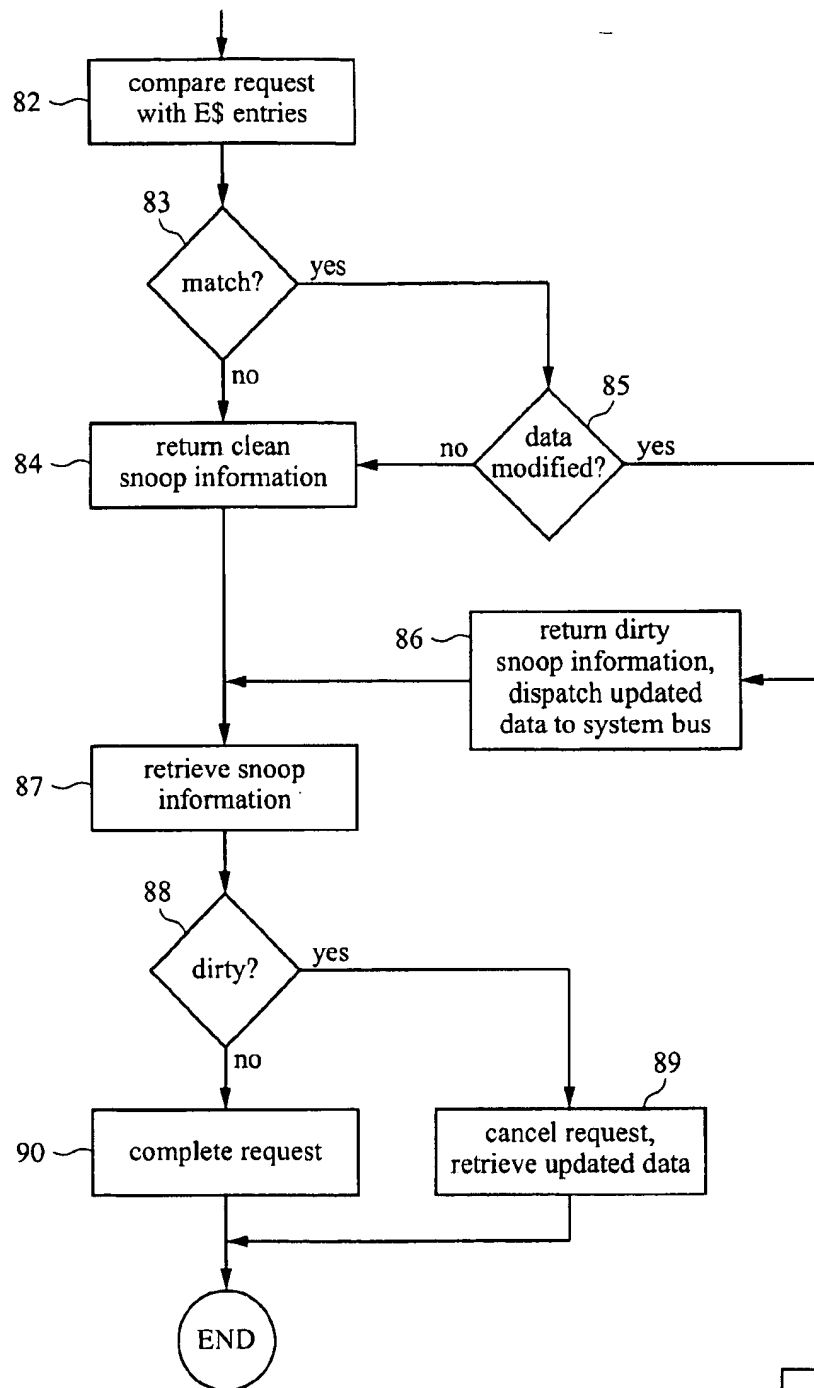 82
compare request
with E$ entries
83
match?
yes
no
85
data
modified?
no
yes
84
return clean
snoop information
86
return dirty
snoop information,
dispatch updated
data to system bus
87
retrieve snoop
information
88
dirty?
yes
no
89
cancel request,
retrieve updated data
90
complete request
END